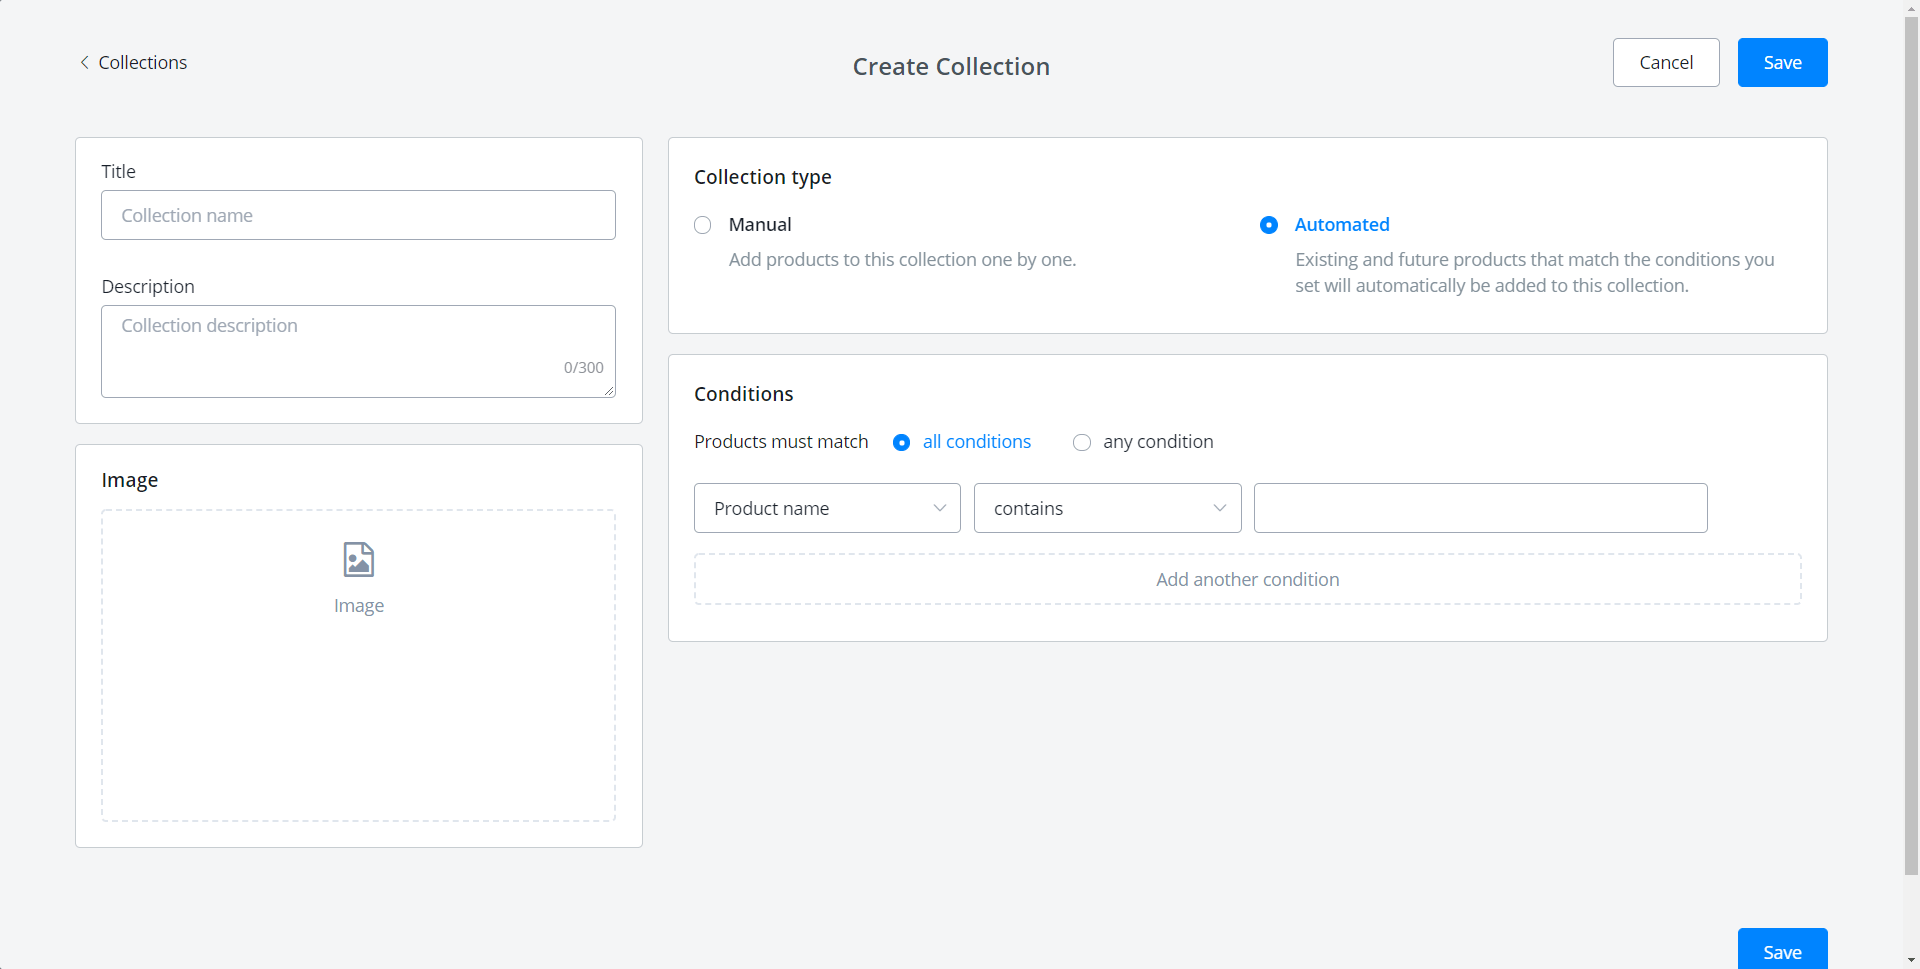 Collections
Create Collection
Cancel
Save
Title
Collection name
Description
Collection description
0/300
Image
Image
Collection type
Manual
Add products to this collection one by one.
Automated
Existing and future products that match the conditions you
set will automatically be added to this collection.
Conditions
Products must match
all conditions
any condition
Product name
contains
Add another condition
Save